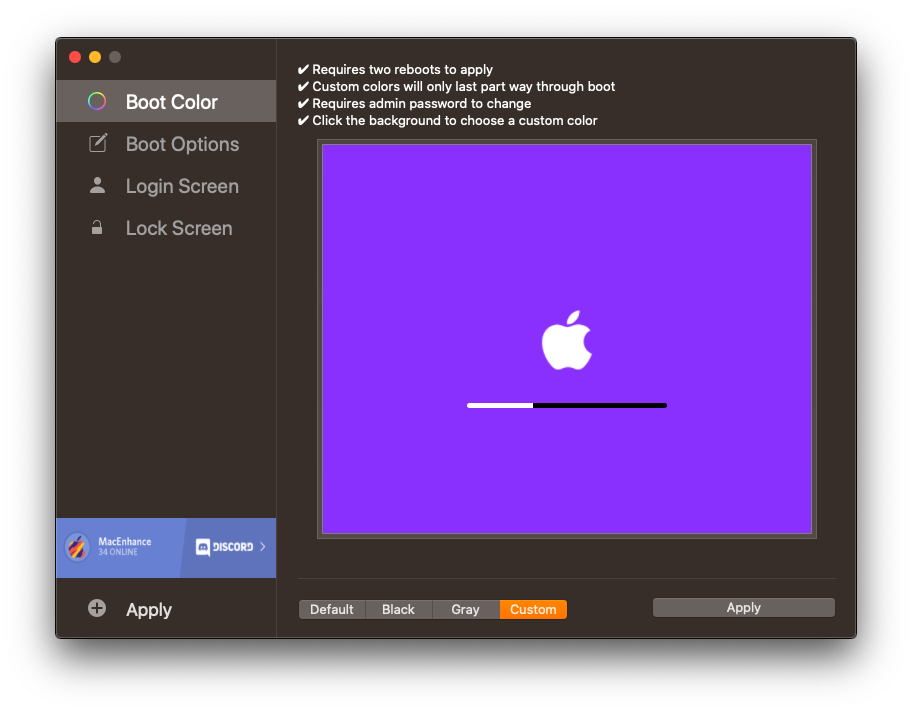 Boot Color
Boot Options
Login Screen
Lock Screen
MacEnhance
34 ONLINE
DISCORD
Apply
✔ Requires two reboots to apply
✔ Custom colors will only last part way through boot
✔ Requires admin password to change
✔ Click the background to choose a custom color
Default Black Gray Custom
Apply